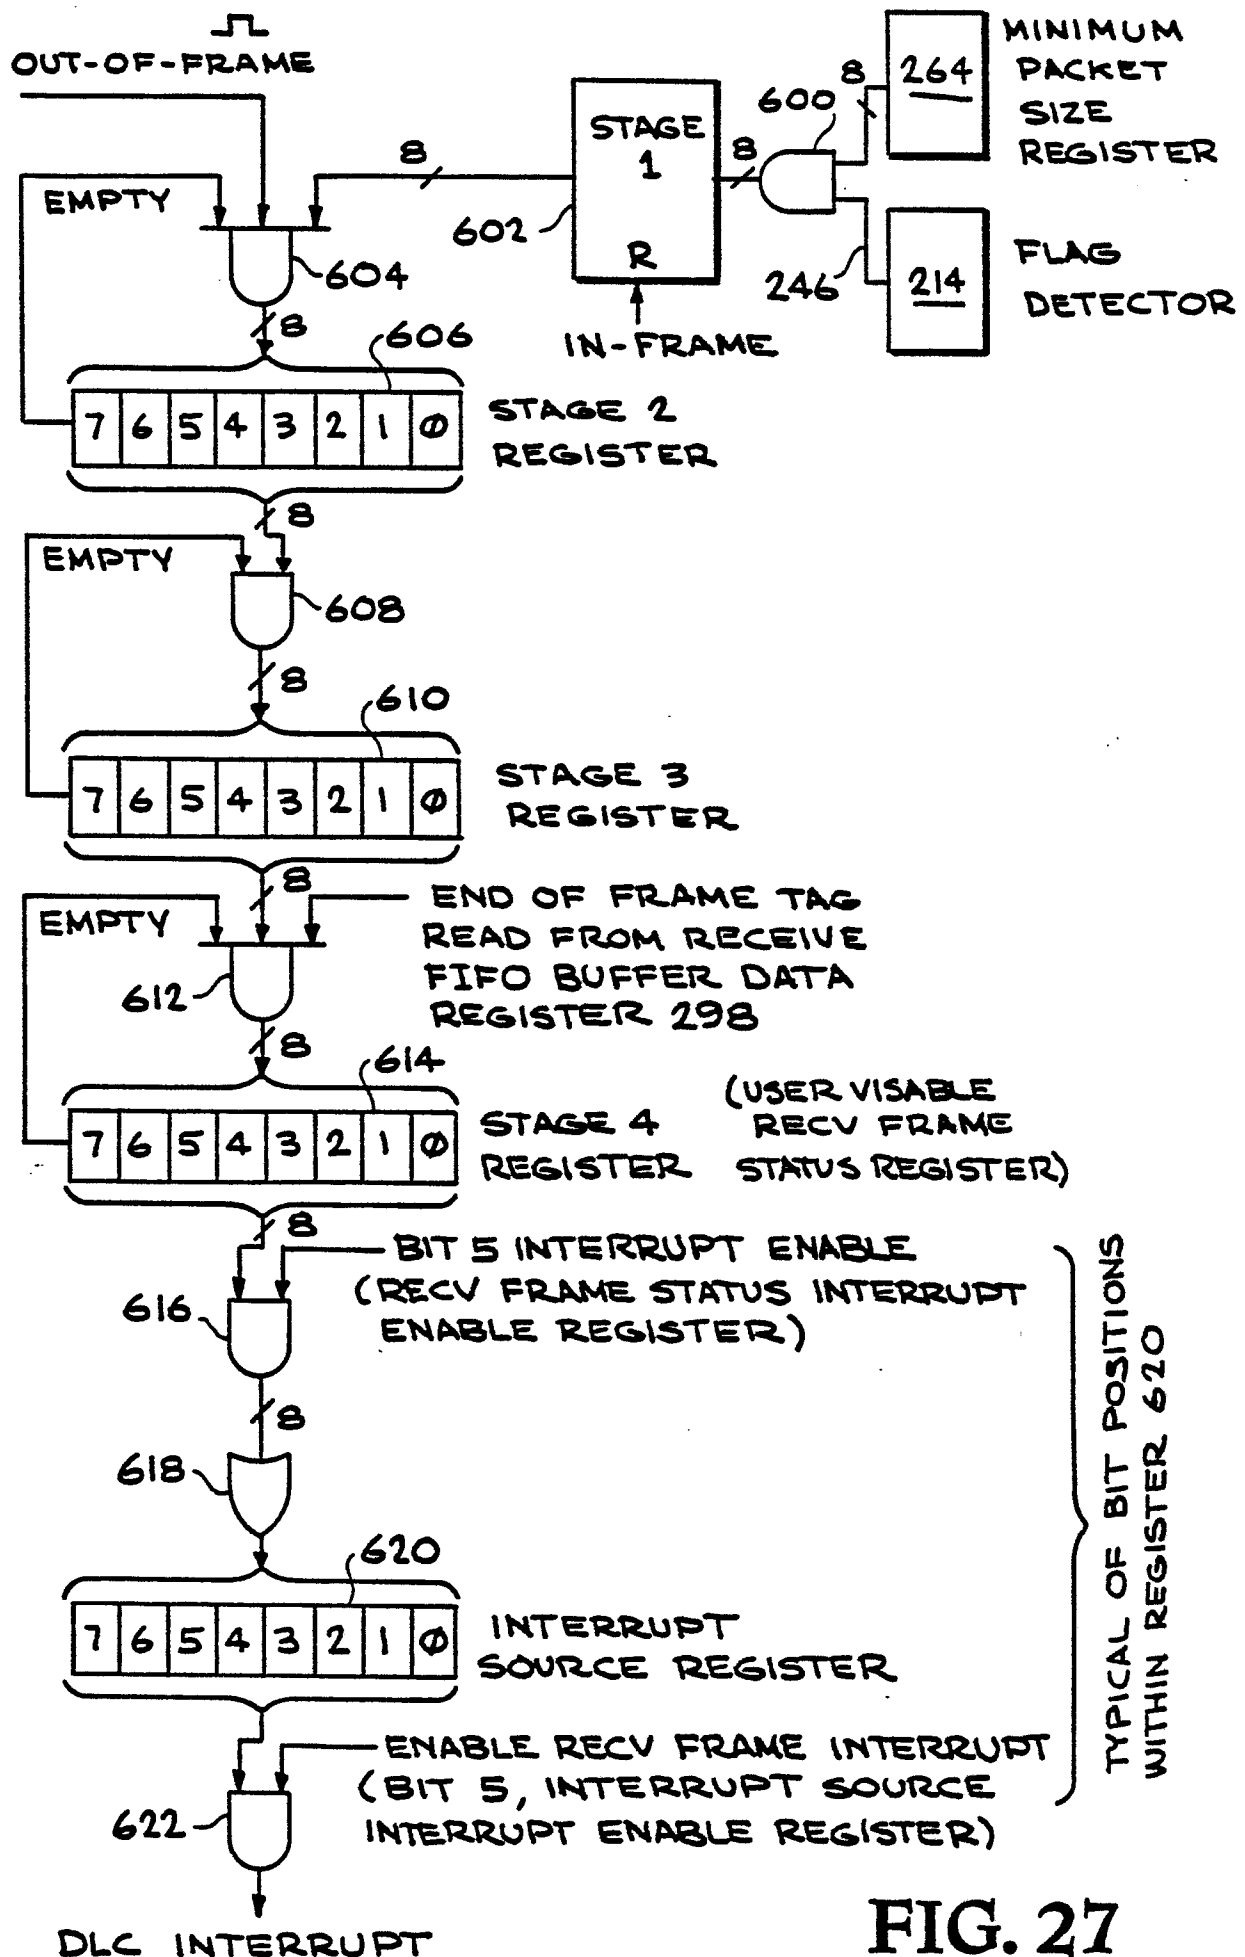 OUT-OF-FRAME
EMPTY
8
604
8
606
7 6 5 4 3 2 1 0
STAGE 2
REGISTER
STAGE
1
R
602
IN-FRAME
8
600
8
264
MINIMUM
PACKET
SIZE
REGISTER
246
214
FLAG
DETECTOR
8
EMPTY
608
8
610
7 6 5 4 3 2 1 0
STAGE 3
REGISTER
8
EMPTY
END OF FRAME TAG
READ FROM RECEIVE
FIFO BUFFER DATA
REGISTER 298
612
8
614
7 6 5 4 3 2 1 0
STAGE 4
REGISTER
(USER VISABLE
RECV FRAME
STATUS REGISTER)
8
BIT 5 INTERRUPT ENABLE
(RECV FRAME STATUS INTERRUPT
ENABLE REGISTER)
616
8
618
620
7 6 5 4 3 2 1 0
INTERRUPT
SOURCE REGISTER
ENABLE RECV FRAME INTERRUPT
(BIT 5, INTERRUPT SOURCE
INTERRUPT ENABLE REGISTER)
622
DLC INTERRUPT
TYPICAL OF BIT POSITIONS
WITHIN REGISTER 620
FIG. 27